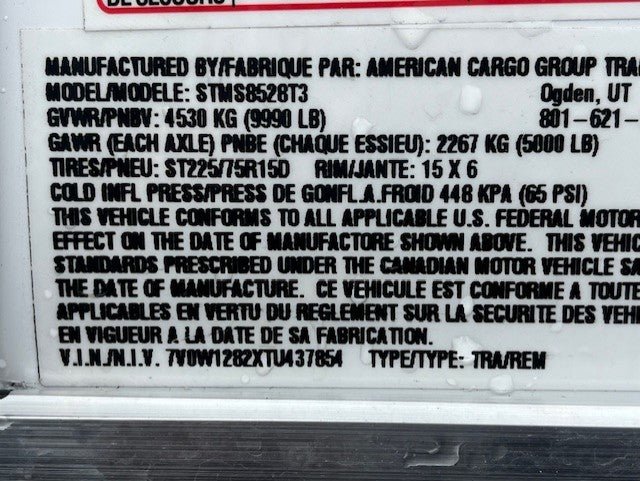 DE SECOURS
MANUFACTURED BY/FABRIQUE PAR: AMERICAN CARGO GROUP TRA
MODEL/MODELE: STMS8528T3 Ogden, UT
GVWR/PNBV: 4530 KG (9990 LB) 801-621-
GAWR (EACH AXLE) PNBE (CHAQUE ESSIEU): 2267 KG (5000 LB)
TIRES/PNEU: ST225/75R15D RIM/JANTE: 15 X 6
COLD INFL PRESS/PRESS DE GONFL.A.FROID 448 KPA (65 PSI)
THIS VEHICLE CONFORMS TO ALL APPLICABLE U.S. FEDERAL MOTOR
EFFECT ON THE DATE OF MANUFACTORE SHOWN ABOVE. THIS VEHIC
STANDARDS PRESCRIBED UNDER THE CANADIAN MOTOR VEHICLE SA
THE DATE OF MANUFACTURE. CE VEHICULE EST CONFORME A TOUTE
APPLICABLES EN VERTU DU REGLEMENT SUR LA SECURITE DES VEHI
EN VIGUEUR A LA DATE DE SA FABRICATION.
V.I.N./N.I.V. 7V0W1282XTU437854 TYPE/TYPE: TRA/REM